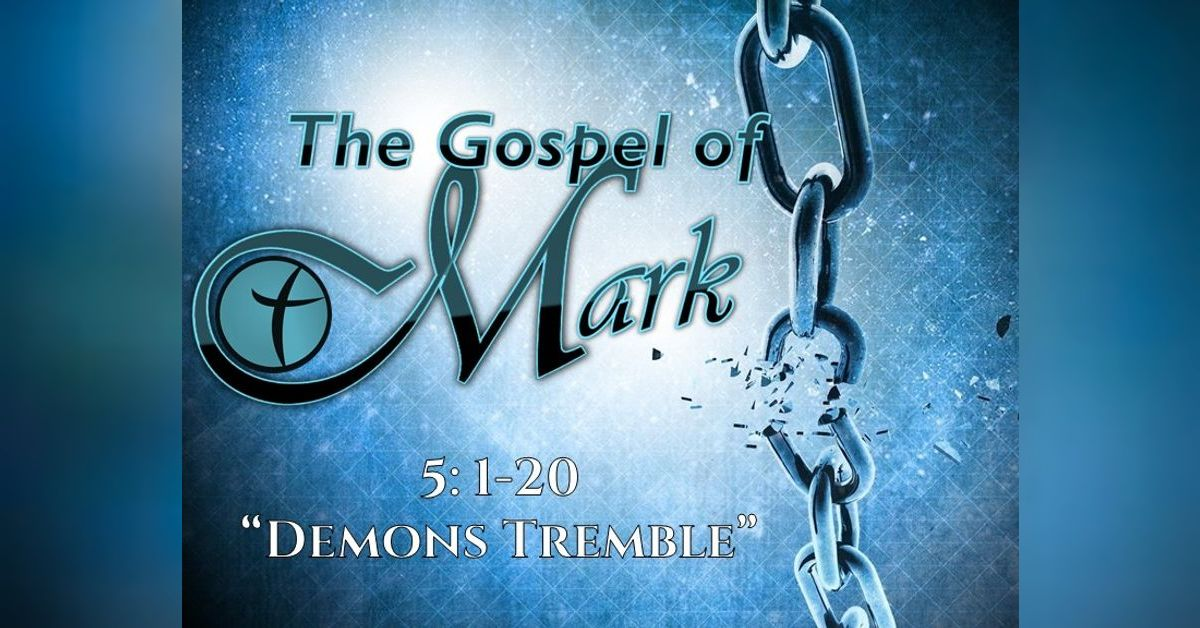 The Gospel of
Mark
5: 1-20
“Demons Tremble”